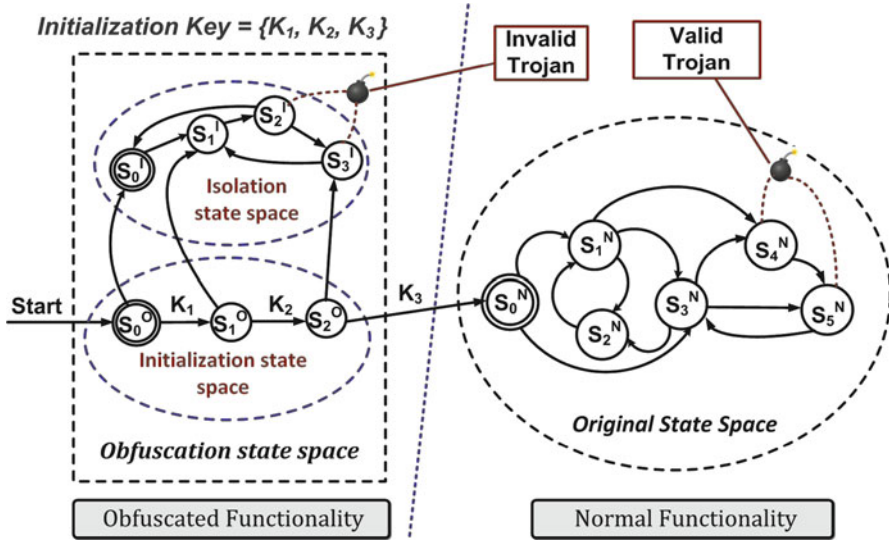 Initialization Key = {K₁, K₂, K₃}
Invalid
Trojan
Valid
Trojan
S₂ᴵ
S₁ᴵ
S₃ᴵ
S₀ᴵ
Isolation
state space
S₁ᴺ
S₄ᴺ
S₀ᴺ
S₃ᴺ
S₅ᴺ
S₂ᴺ
Start
K₁
K₂
K₃
S₀ᴼ
S₁ᴼ
S₂ᴼ
Initialization state
space
Obfuscation state space
Original State Space
Obfuscated Functionality
Normal Functionality